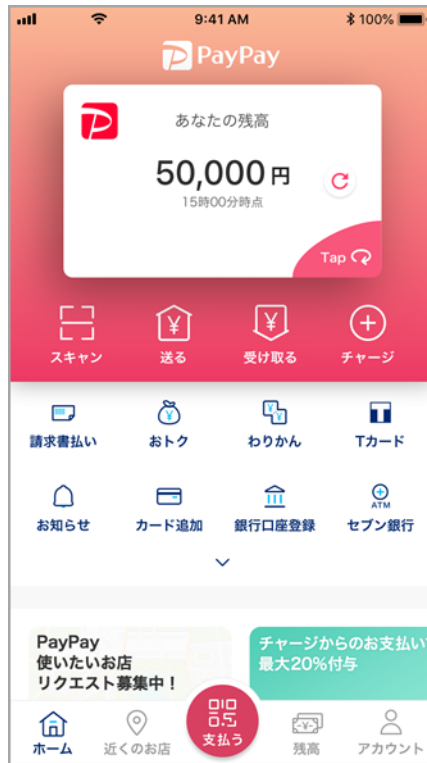 9:41 AM
100%
PayPay
あなたの残高
50,000 円
15時00分時点
Tap
スキャン
送る
受け取る
チャージ
請求書払い
おトク
わりかん
Tカード
ATM
お知らせ
カード追加
銀行口座登録
セブン銀行
PayPay
使いたいお店
リクエスト募集中！
チャージからのお支払い
最大20%付与
ホーム
近くのお店
支払う
残高
アカウント